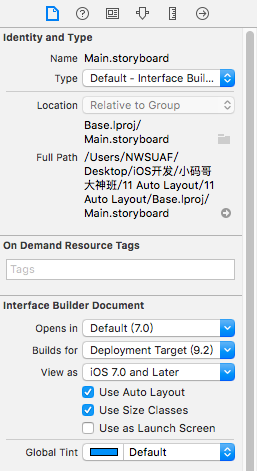 Identity and Type
Name Main.storyboard
Type Default - Interface Buil...
Location Relative to Group
Base.lproj/
Main.storyboard
Full Path /Users/NWSUAF/
Desktop/iOS开发/小码哥
大神班/11 Auto Layout/11
Auto Layout/Base.lproj/
Main.storyboard
On Demand Resource Tags
Tags
Interface Builder Document
Opens in Default (7.0)
Builds for Deployment Target (9.2)
View as iOS 7.0 and Later
Use Auto Layout
Use Size Classes
Use as Launch Screen
Global Tint Default